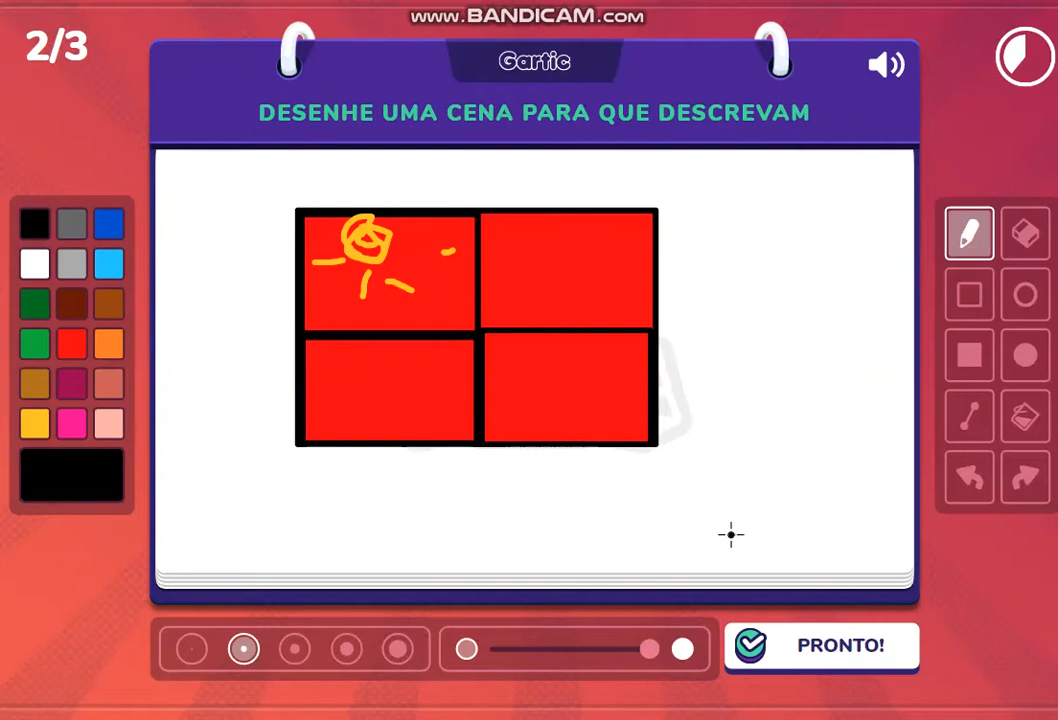 www.BANDICAM.com
2/3
Gartic
DESENHE UMA CENA PARA QUE DESCREVAM
PRONTO!